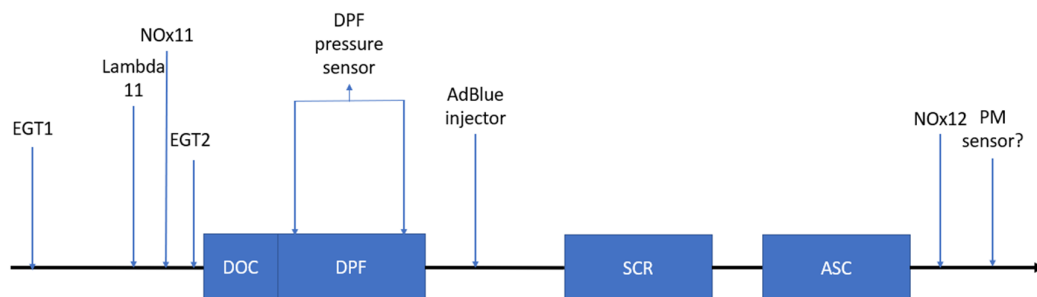 EGT1
Lambda
11
NOx11
EGT2
DPF
pressure
sensor
AdBlue
injector
NOx12
PM
sensor?
DOC
DPF
SCR
ASC